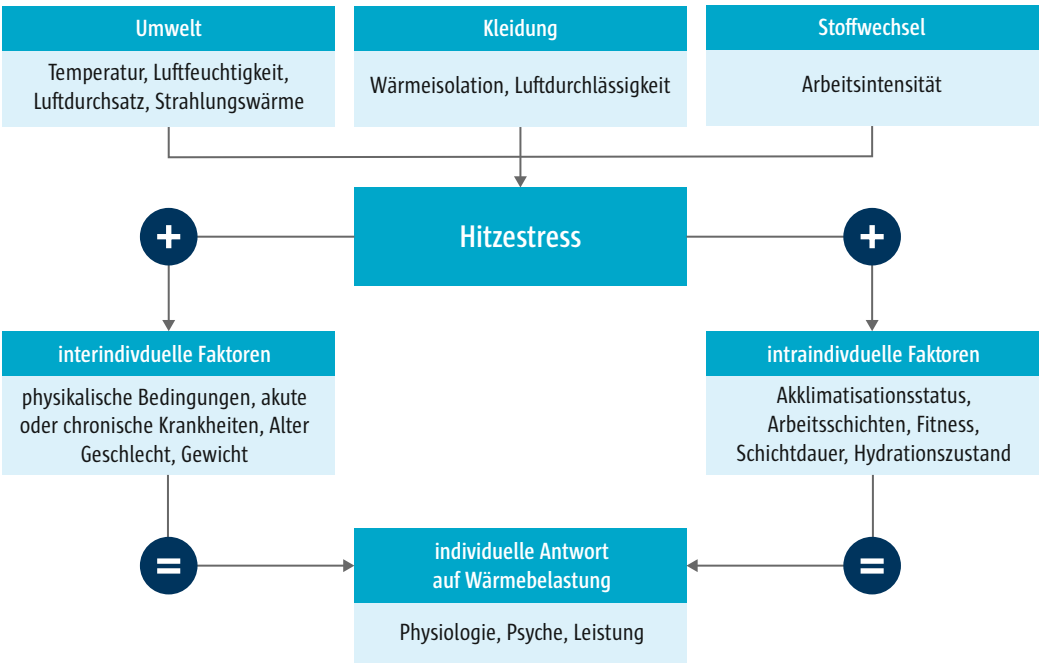 Umwelt
Temperatur, Luftfeuchtigkeit,
Luftdurchsatz, Strahlungswärme
Kleidung
Wärmeisolation, Luftdurchlässigkeit
Stoffwechsel
Arbeitsintensität
Hitzestress
+
+
interindivduelle Faktoren
physikalische Bedingungen, akute
oder chronische Krankheiten, Alter
Geschlecht, Gewicht
intraindivduelle Faktoren
Akklimatisationsstatus,
Arbeitsschichten, Fitness,
Schichtdauer, Hydrationszustand
=
=
individuelle Antwort
auf Wärmebelastung
Physiologie, Psyche, Leistung